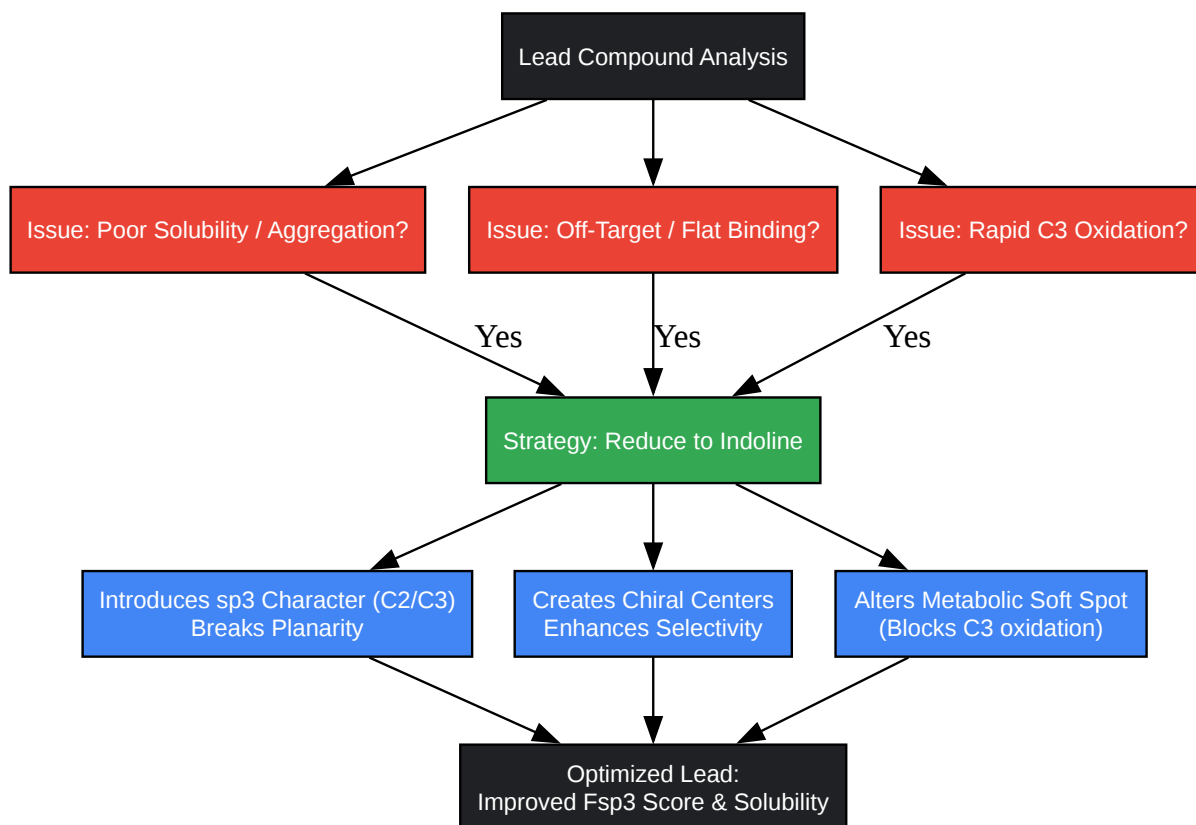 Lead Compound Analysis
Issue: Poor Solubility / Aggregation?
Issue: Off-Target / Flat Binding?
Issue: Rapid C3 Oxidation?
Yes
Yes
Yes
Strategy: Reduce to Indoline
Introduces sp3 Character (C2/C3)
Breaks Planarity
Creates Chiral Centers
Enhances Selectivity
Alters Metabolic Soft Spot
(Blocks C3 oxidation)
Optimized Lead:
Improved Fsp3 Score & Solubility